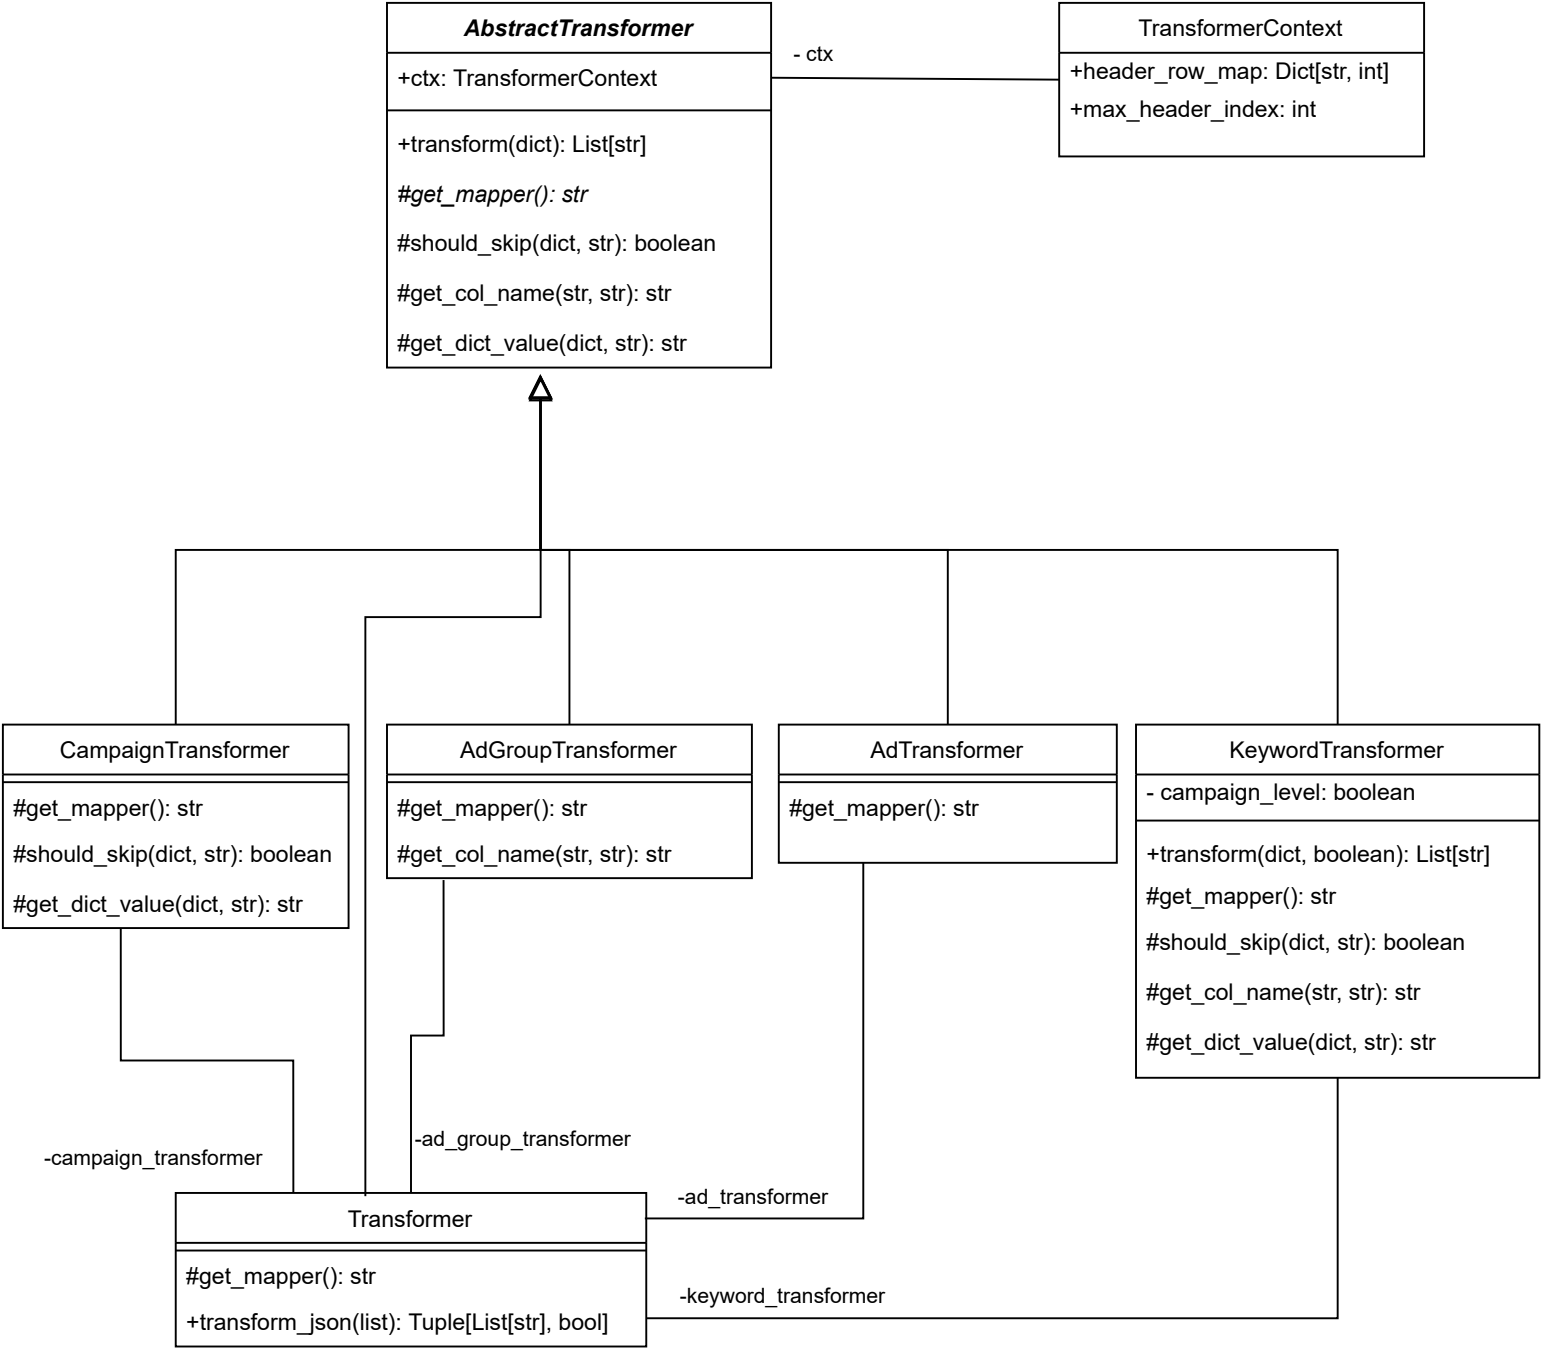 AbstractTransformer
+ctx: TransformerContext
+transform(dict): List[str]
#get_mapper(): str
#should_skip(dict, str): boolean
#get_col_name(str, str): str
#get_dict_value(dict, str): str
- ctx
TransformerContext
+header_row_map: Dict[str, int]
+max_header_index: int
CampaignTransformer
#get_mapper(): str
#should_skip(dict, str): boolean
#get_dict_value(dict, str): str
AdGroupTransformer
#get_mapper(): str
#get_col_name(str, str): str
AdTransformer
#get_mapper(): str
KeywordTransformer
- campaign_level: boolean
+transform(dict, boolean): List[str]
#get_mapper(): str
#should_skip(dict, str): boolean
#get_col_name(str, str): str
#get_dict_value(dict, str): str
-campaign_transformer
-ad_group_transformer
-ad_transformer
-keyword_transformer
Transformer
#get_mapper(): str
+transform_json(list): Tuple[List[str], bool]